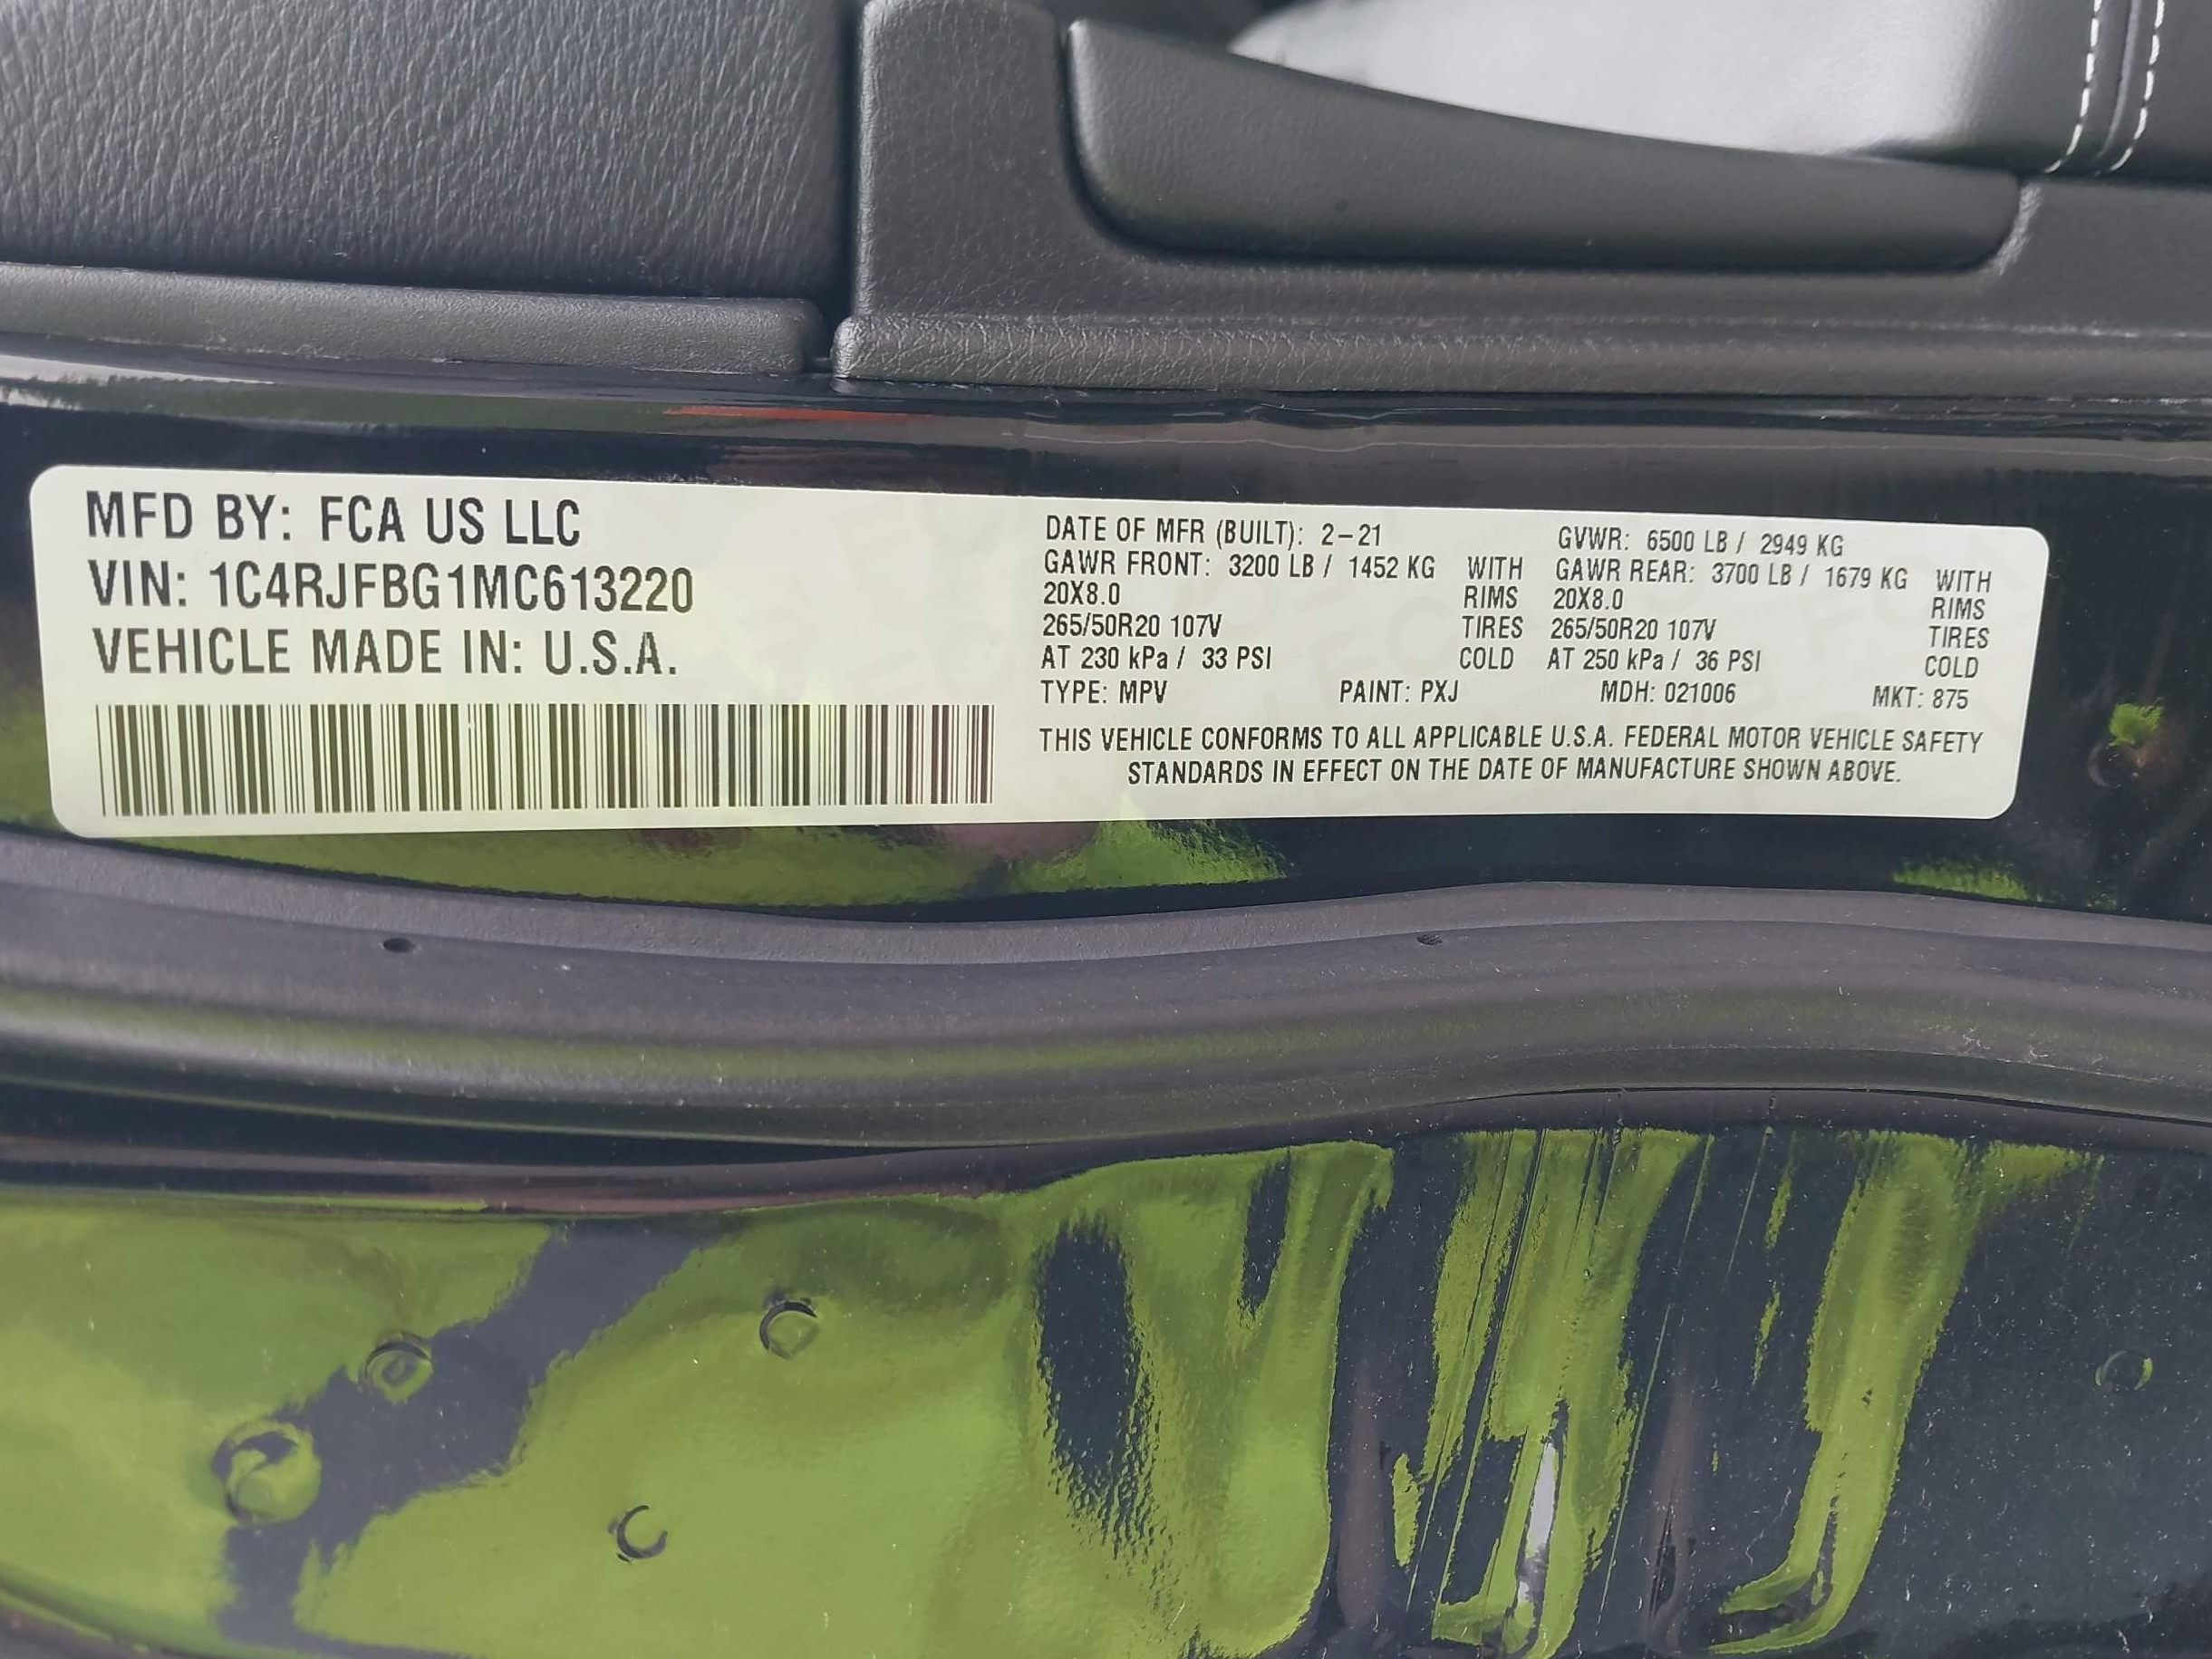 MFD BY: FCA US LLC
VIN: 1C4RJFBG1MC613220
VEHICLE MADE IN: U.S.A.
DATE OF MFR (BUILT): 2-21 GVWR: 6500 LB / 2949 KG
GAWR FRONT: 3200 LB / 1452 KG WITH GAWR REAR: 3700 LB / 1679 KG WITH
20X8.0 RIMS 20X8.0 RIMS
265/50R20 107V TIRES 265/50R20 107V TIRES
AT 230 kPa / 33 PSI COLD AT 250 kPa / 36 PSI COLD
TYPE: MPV PAINT: PXJ MDH: 021006 MKT: 875
THIS VEHICLE CONFORMS TO ALL APPLICABLE U.S.A. FEDERAL MOTOR VEHICLE SAFETY
STANDARDS IN EFFECT ON THE DATE OF MANUFACTURE SHOWN ABOVE.